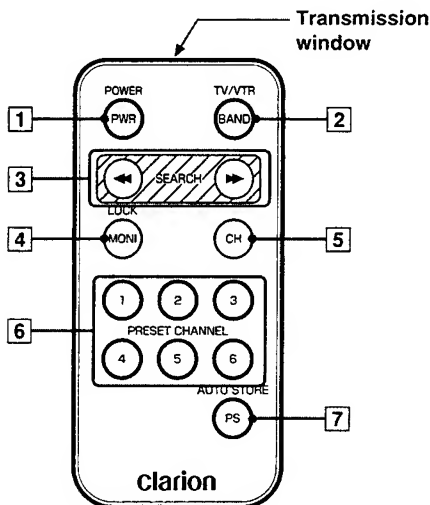 Transmission
window
POWER TV/VTR
1 PWR BAND 2
3 SEARCH
LOCK
4 MONI CH 5
1 2 3
6 PRESET CHANNEL
4 5 6
AUTO STORE
PS 7
clarion